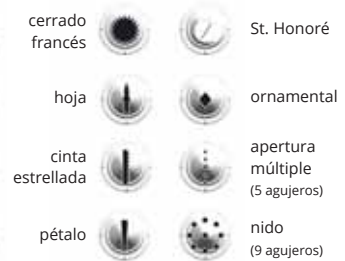 cerrado
francés
St. Honoré
hoja
ornamental
cinta
estrellada
apertura
múltiple
(5 agujeros)
pétalo
nido
(9 agujeros)